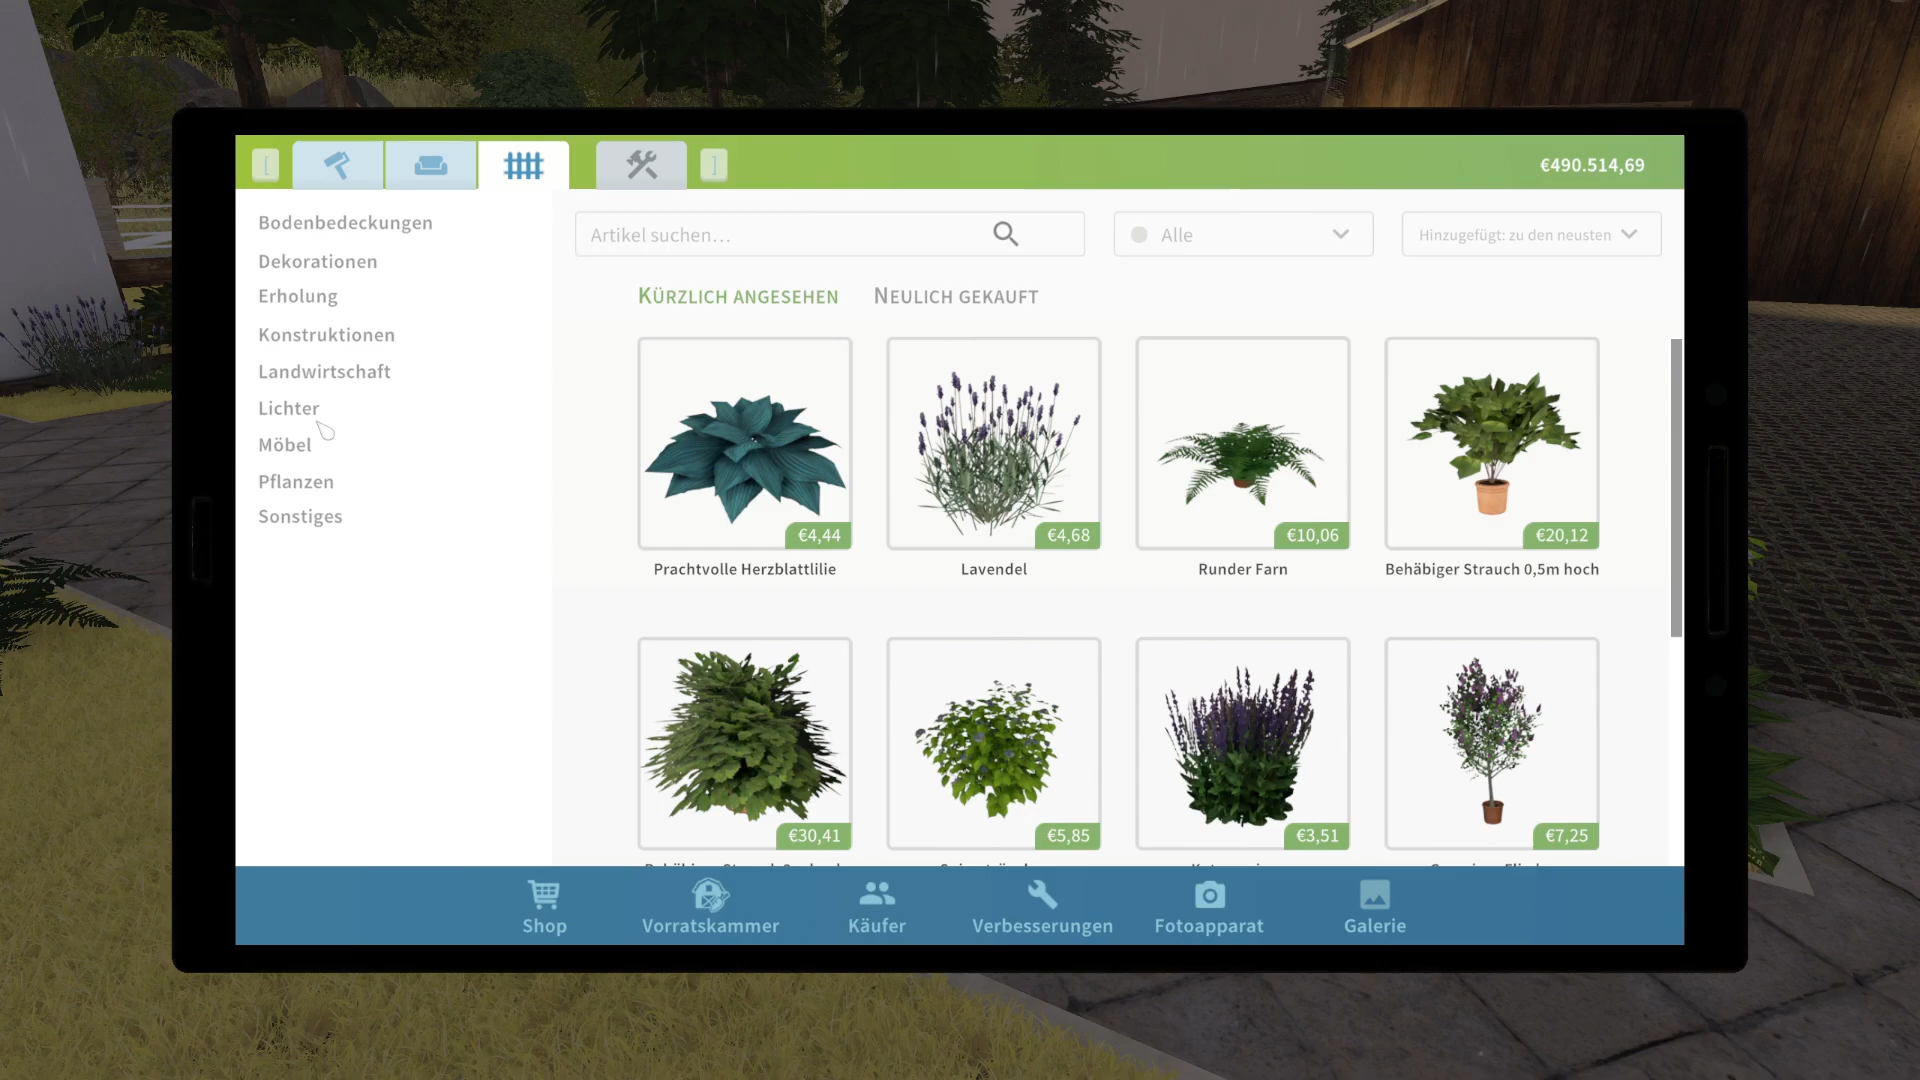 [
]
€490.514,69
Bodenbedeckungen
Dekorationen
Erholung
Konstruktionen
Landwirtschaft
Lichter
Möbel
Pflanzen
Sonstiges
Artikel suchen...
Alle
Hinzugefügt: zu den neusten
KÜRZLICH ANGESEHEN
NEULICH GEKAUFT
€4,44
€4,68
€10,06
€20,12
Prachtvolle Herzblattlilie
Lavendel
Runder Farn
Behäbiger Strauch 0,5m hoch
€30,41
€5,85
€3,51
€7,25
Shop
Vorratskammer
Käufer
Verbesserungen
Fotoapparat
Galerie